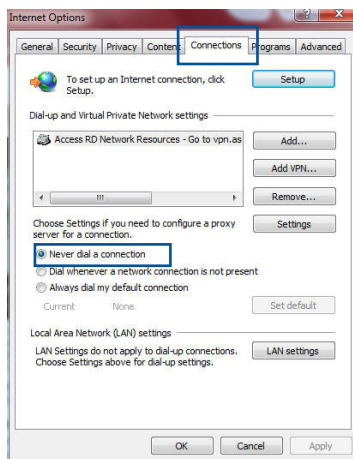 Internet Options
General Security Privacy Content Connections Programs Advanced
To set up an Internet connection, click
Setup.
Setup
Dial-up and Virtual Private Network settings
Access RD Network Resources - Go to vpn.as
Add...
Add VPN...
Remove...
Choose Settings if you need to configure a proxy
server for a connection.
Settings
Never dial a connection
Dial whenever a network connection is not present
Always dial my default connection
Current None
Set default
Local Area Network (LAN) settings
LAN Settings do not apply to dial-up connections.
Choose Settings above for dial-up settings.
LAN settings
OK Cancel Apply